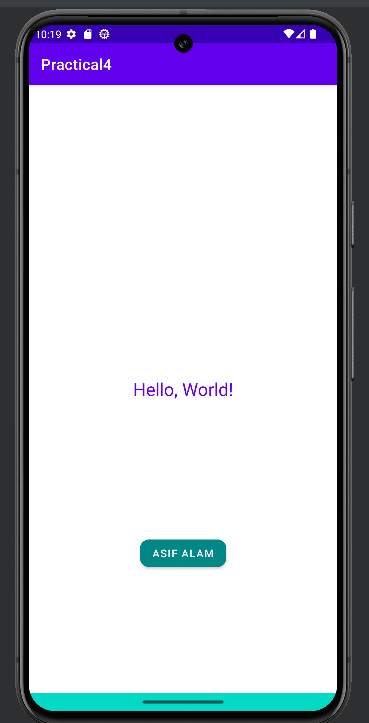 10:19
Practical4
Hello, World!
ASIF ALAM